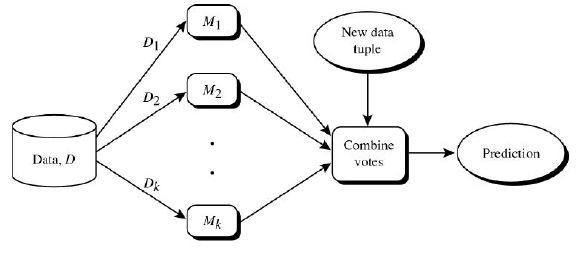 D1
M1
New data
tuple
D2
M2
Data, D
Combine
votes
Prediction
Dk
Mk